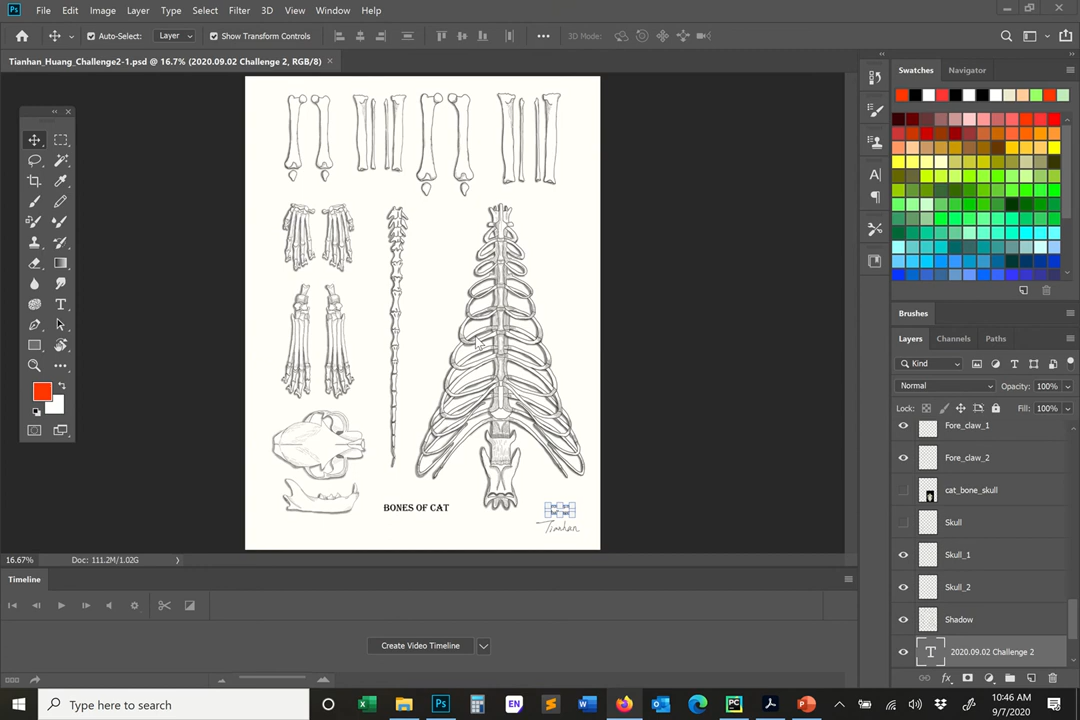 Ps File Edit Image Layer Type Select Filter 3D View Window Help
Auto-Select: Layer Show Transform Controls 3D Mode:
Tianhan_Huang_Challenge2-1.psd @ 16.7% (2020.09.02 Challenge 2, RGB/8)
Swatches Navigator
Brushes
Layers Channels Paths
Kind
Normal Opacity: 100%
Lock: Fill: 100%
Fore_claw_1
Fore_claw_2
cat_bone_skull
Skull
Skull_1
Skull_2
Shadow
2020.09.02 Challenge 2
BONES OF CAT
Tianhan
16.67% Doc: 111.2M/1.02G
Timeline
Create Video Timeline
Type here to search
10:46 AM
9/7/2020